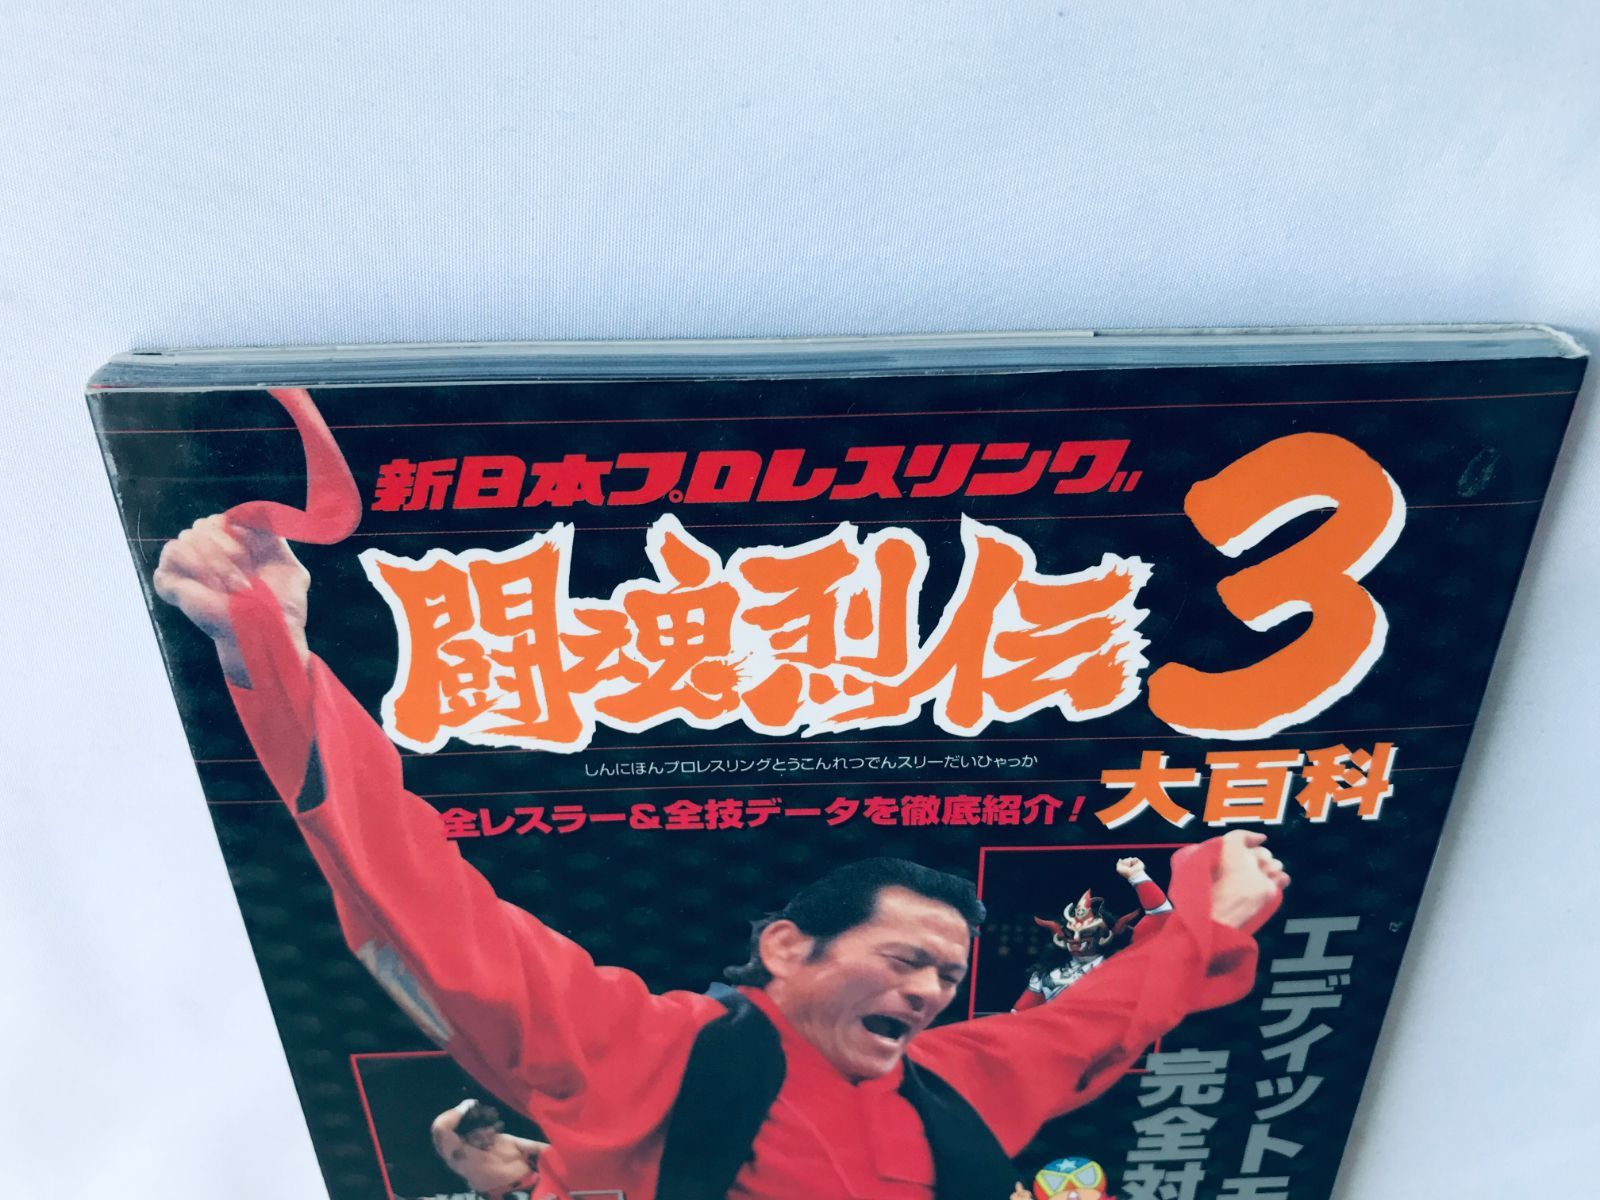 新日本プロレスリング
闘魂烈伝3
しんにほんプロレスリングとうこんれつでんスリーだいひゃっか
大百科
全レスラー&全技データを徹底紹介!
エディットモ
完全対